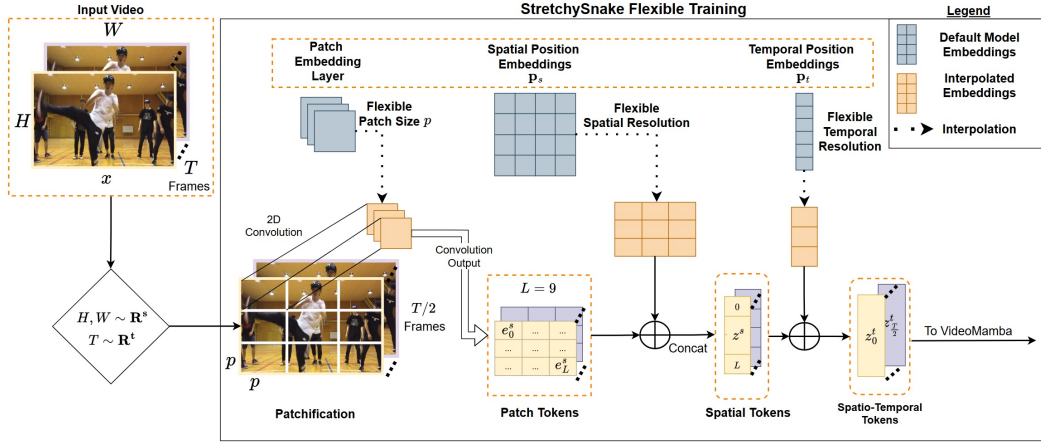 Input Video
W
H
T
Frames
x
H, W ∼ R^s
T ∼ R^t
StretchySnake Flexible Training
Patch
Embedding
Layer
Spatial Position
Embeddings
p_s
Temporal Position
Embeddings
p_t
Legend
Default Model
Embeddings
Interpolated
Embeddings
Interpolation
Flexible
Patch Size p
Flexible
Spatial Resolution
Flexible
Temporal
Resolution
2D
Convolution
Convolution
Output
T/2
Frames
p
p
Patchification
L = 9
e_0^s ... ...
... ... ...
... ... e_L^s
Patch Tokens
Concat
0
z^s
L
Spatial Tokens
z_0^t
z_{T/2}^t
Spatio-Temporal
Tokens
To VideoMamba